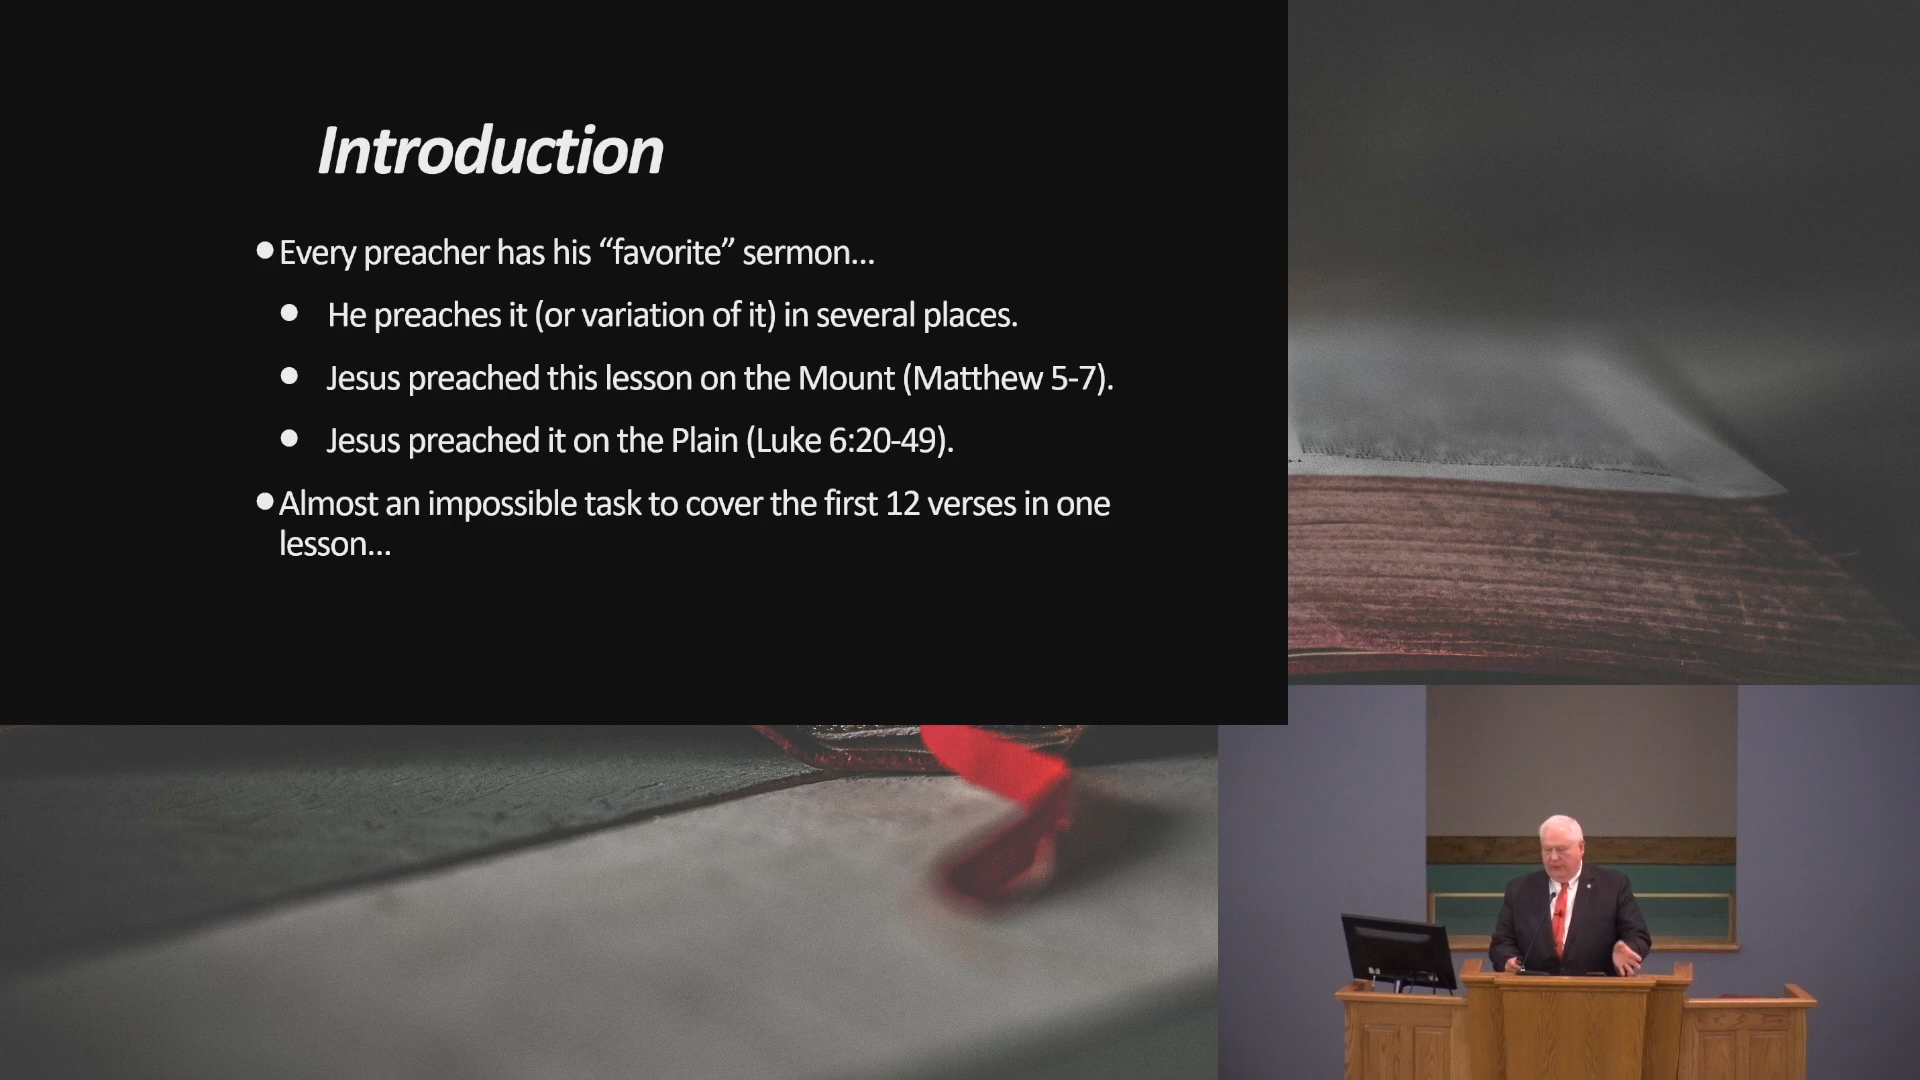 Introduction
•Every preacher has his “favorite” sermon...
• He preaches it (or variation of it) in several places.
• Jesus preached this lesson on the Mount (Matthew 5-7).
• Jesus preached it on the Plain (Luke 6:20-49).
•Almost an impossible task to cover the first 12 verses in one
lesson...